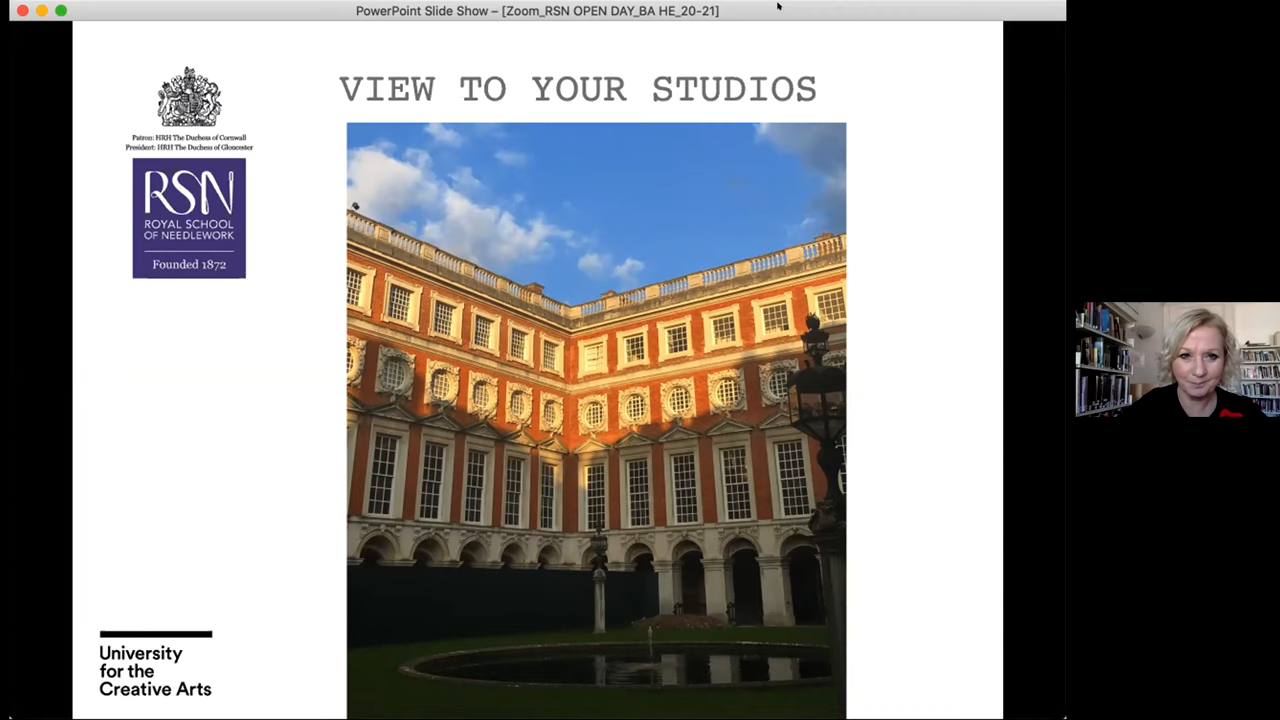 PowerPoint Slide Show – [Zoom_RSN OPEN DAY_BA HE_20-21]
VIEW TO YOUR STUDIOS
Patron: HRH The Duchess of Cornwall
President: HRH The Duchess of Gloucester
RSN
ROYAL SCHOOL
OF NEEDLEWORK
Founded 1872
University
for the
Creative Arts